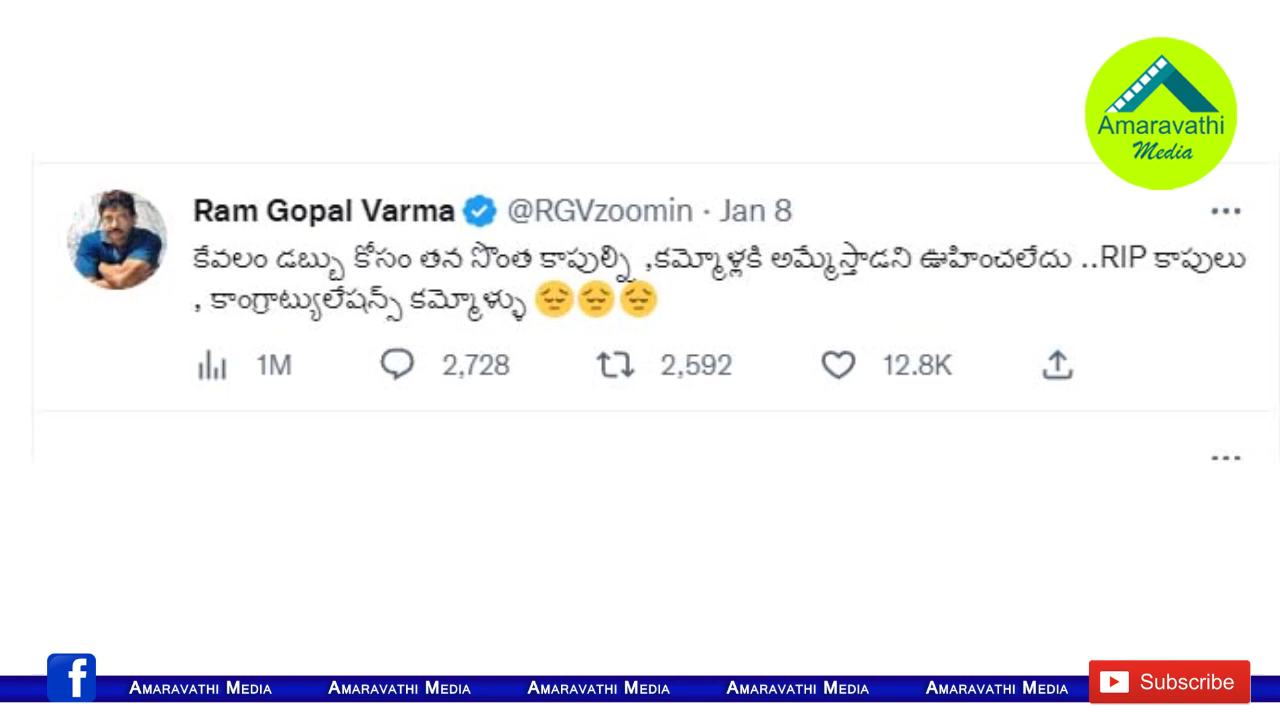 Amaravathi
Media
Ram Gopal Varma @RGVzoomin · Jan 8
కేవలం డబ్బు కోసం తన సొంత కాపుల్ని ,కమ్మోళ్లకి అమ్మేస్తాడని ఊహించలేదు ..RIP కాపులు
, కాంగ్రాట్యులేషన్స్ కమ్మోళ్ళు 😔😔😔
1M 2,728 2,592 12.8K
Amaravathi Media Amaravathi Media Amaravathi Media Amaravathi Media Amaravathi Media Subscribe